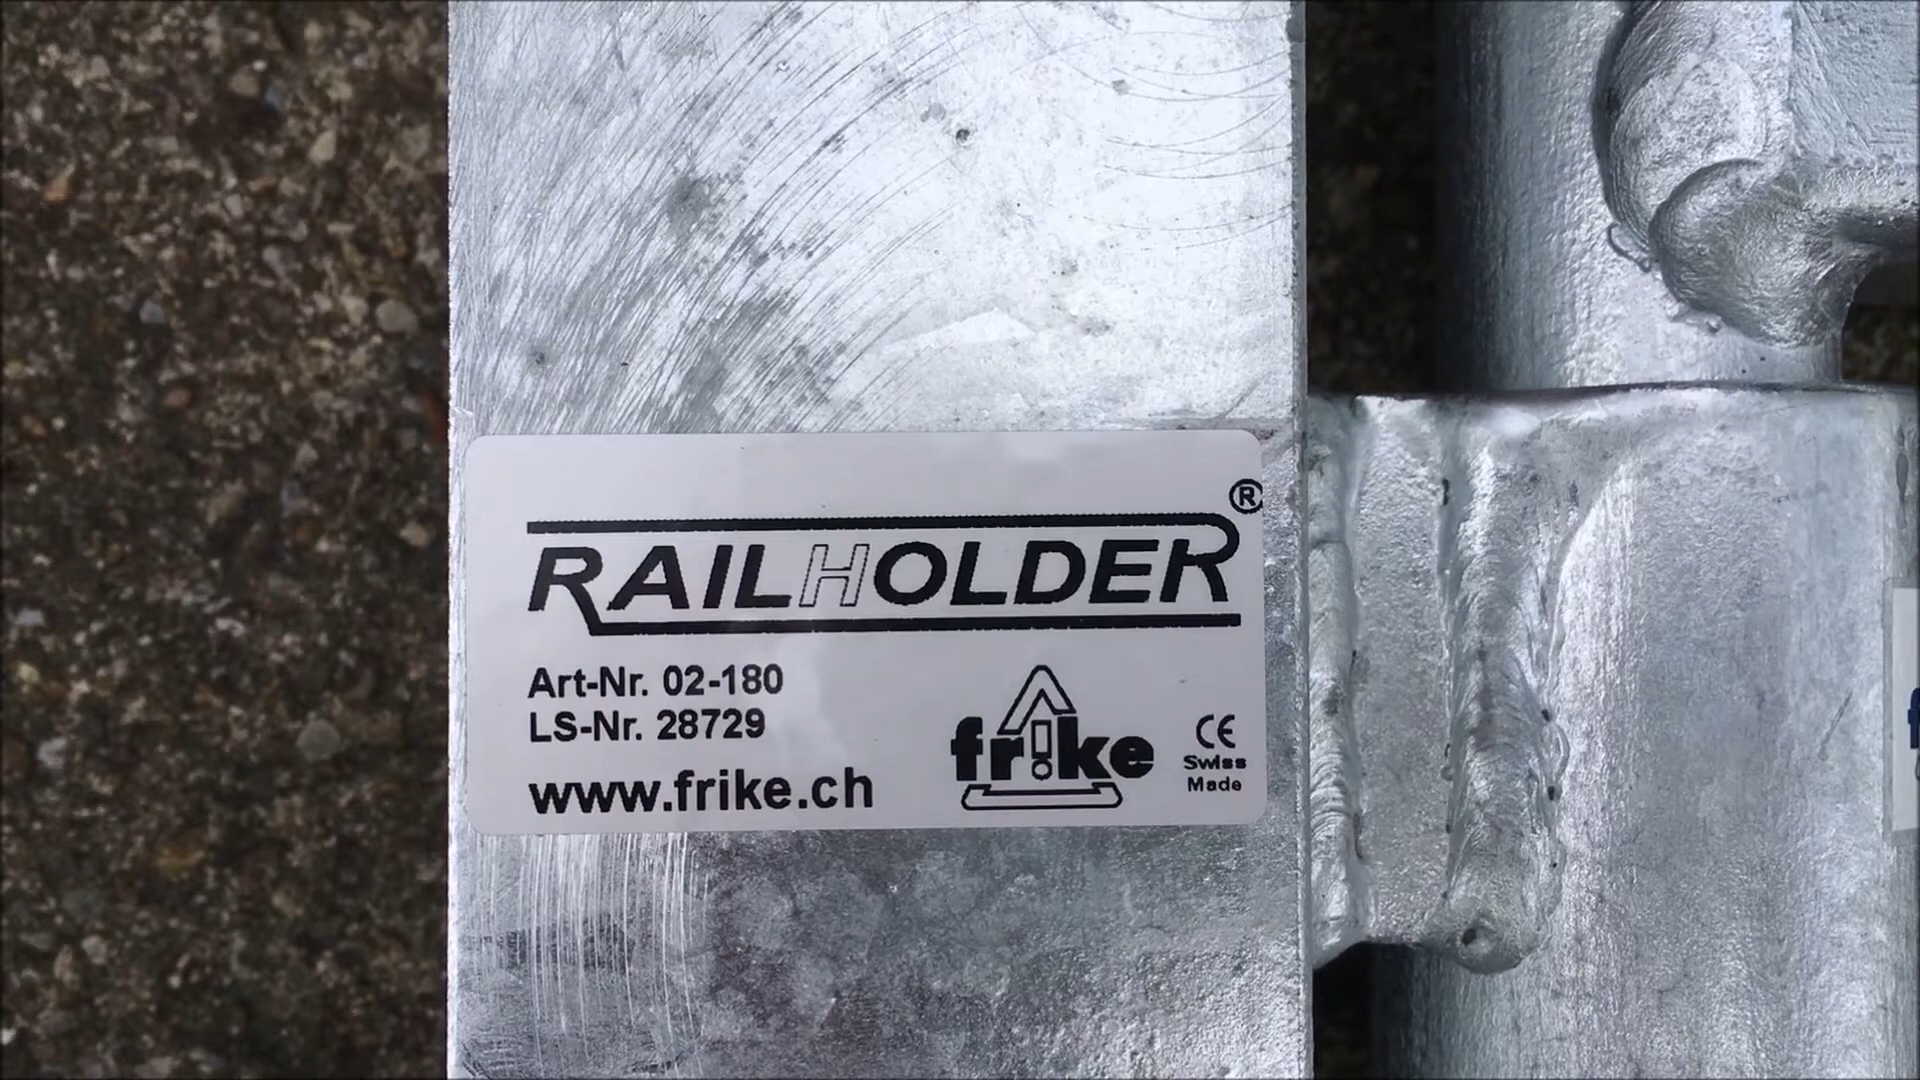 RAILHOLDER®
Art-Nr. 02-180
LS-Nr. 28729
www.frike.ch
fr!ke
CE
Swiss
Made